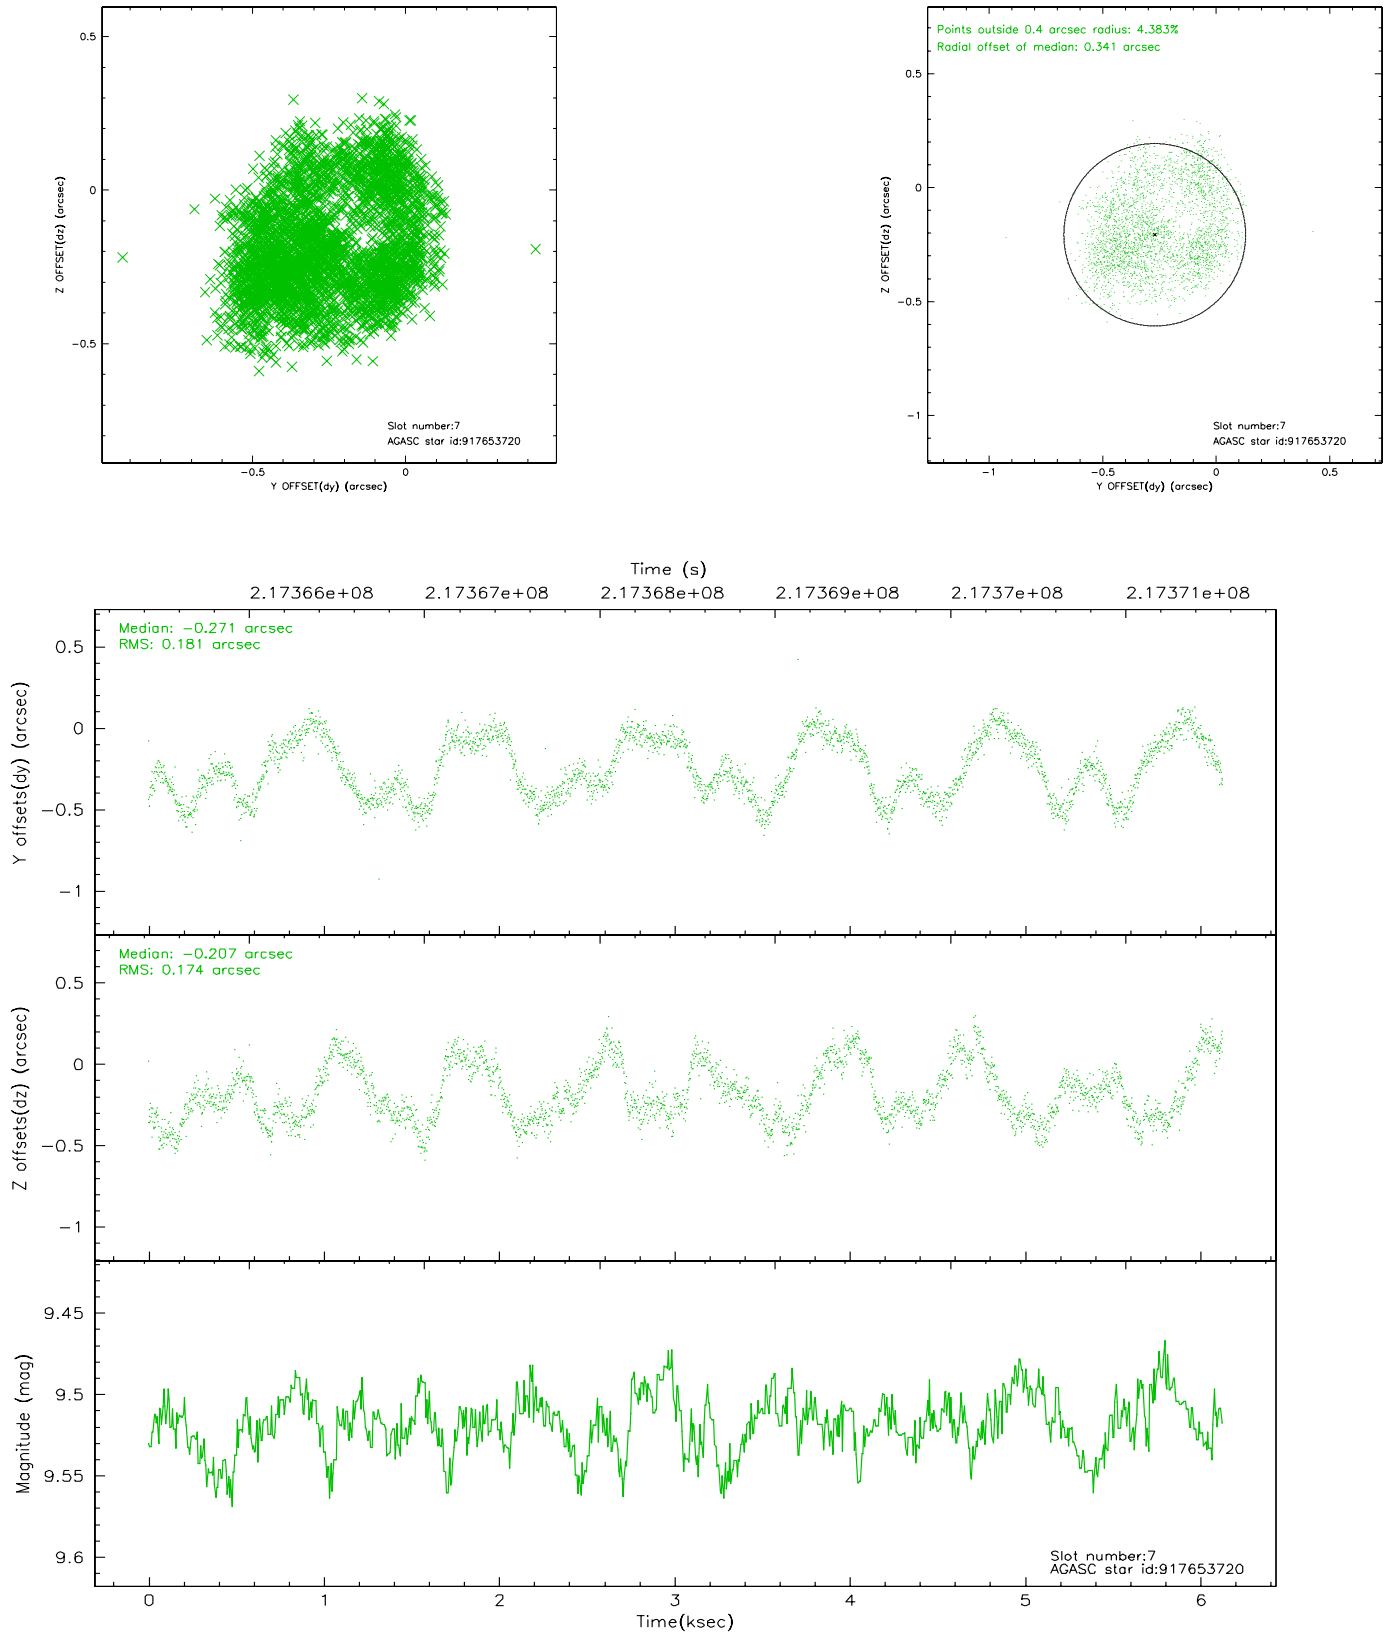 0.5
0
−0.5
Z OFFSET(dz) (arcsec)
−0.5
0
Y OFFSET(dy) (arcsec)
Slot number:7
AGASC star id:917653720
Points outside 0.4 arcsec radius: 4.383%
Radial offset of median: 0.341 arcsec
0.5
0
−0.5
−1
Z OFFSET(dz) (arcsec)
−1
−0.5
0
0.5
Y OFFSET(dy) (arcsec)
Slot number:7
AGASC star id:917653720
Time (s)
2.17366e+08 2.17367e+08 2.17368e+08 2.17369e+08 2.1737e+08 2.17371e+08
Median: −0.271 arcsec
RMS: 0.181 arcsec
0.5
0
−0.5
−1
Y offsets(dy) (arcsec)
Median: −0.207 arcsec
RMS: 0.174 arcsec
0.5
0
−0.5
−1
Z offsets(dz) (arcsec)
9.45
9.5
9.55
9.6
Magnitude (mag)
Slot number:7
AGASC star id:917653720
0 1 2 3 4 5 6
Time(ksec)